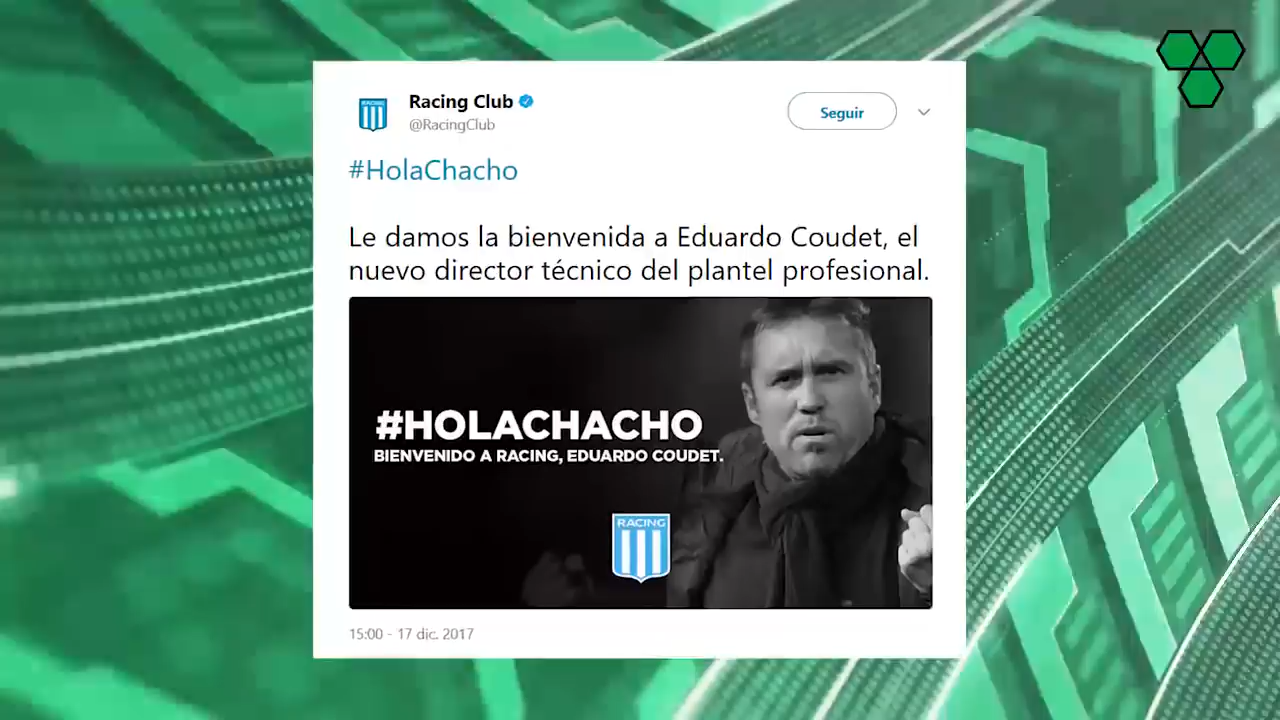 Racing Club
@RacingClub
Seguir
#HolaChacho
Le damos la bienvenida a Eduardo Coudet, el
nuevo director técnico del plantel profesional.
#HOLACHACHO
BIENVENIDO A RACING, EDUARDO COUDET.
RACING
15:00 - 17 dic. 2017